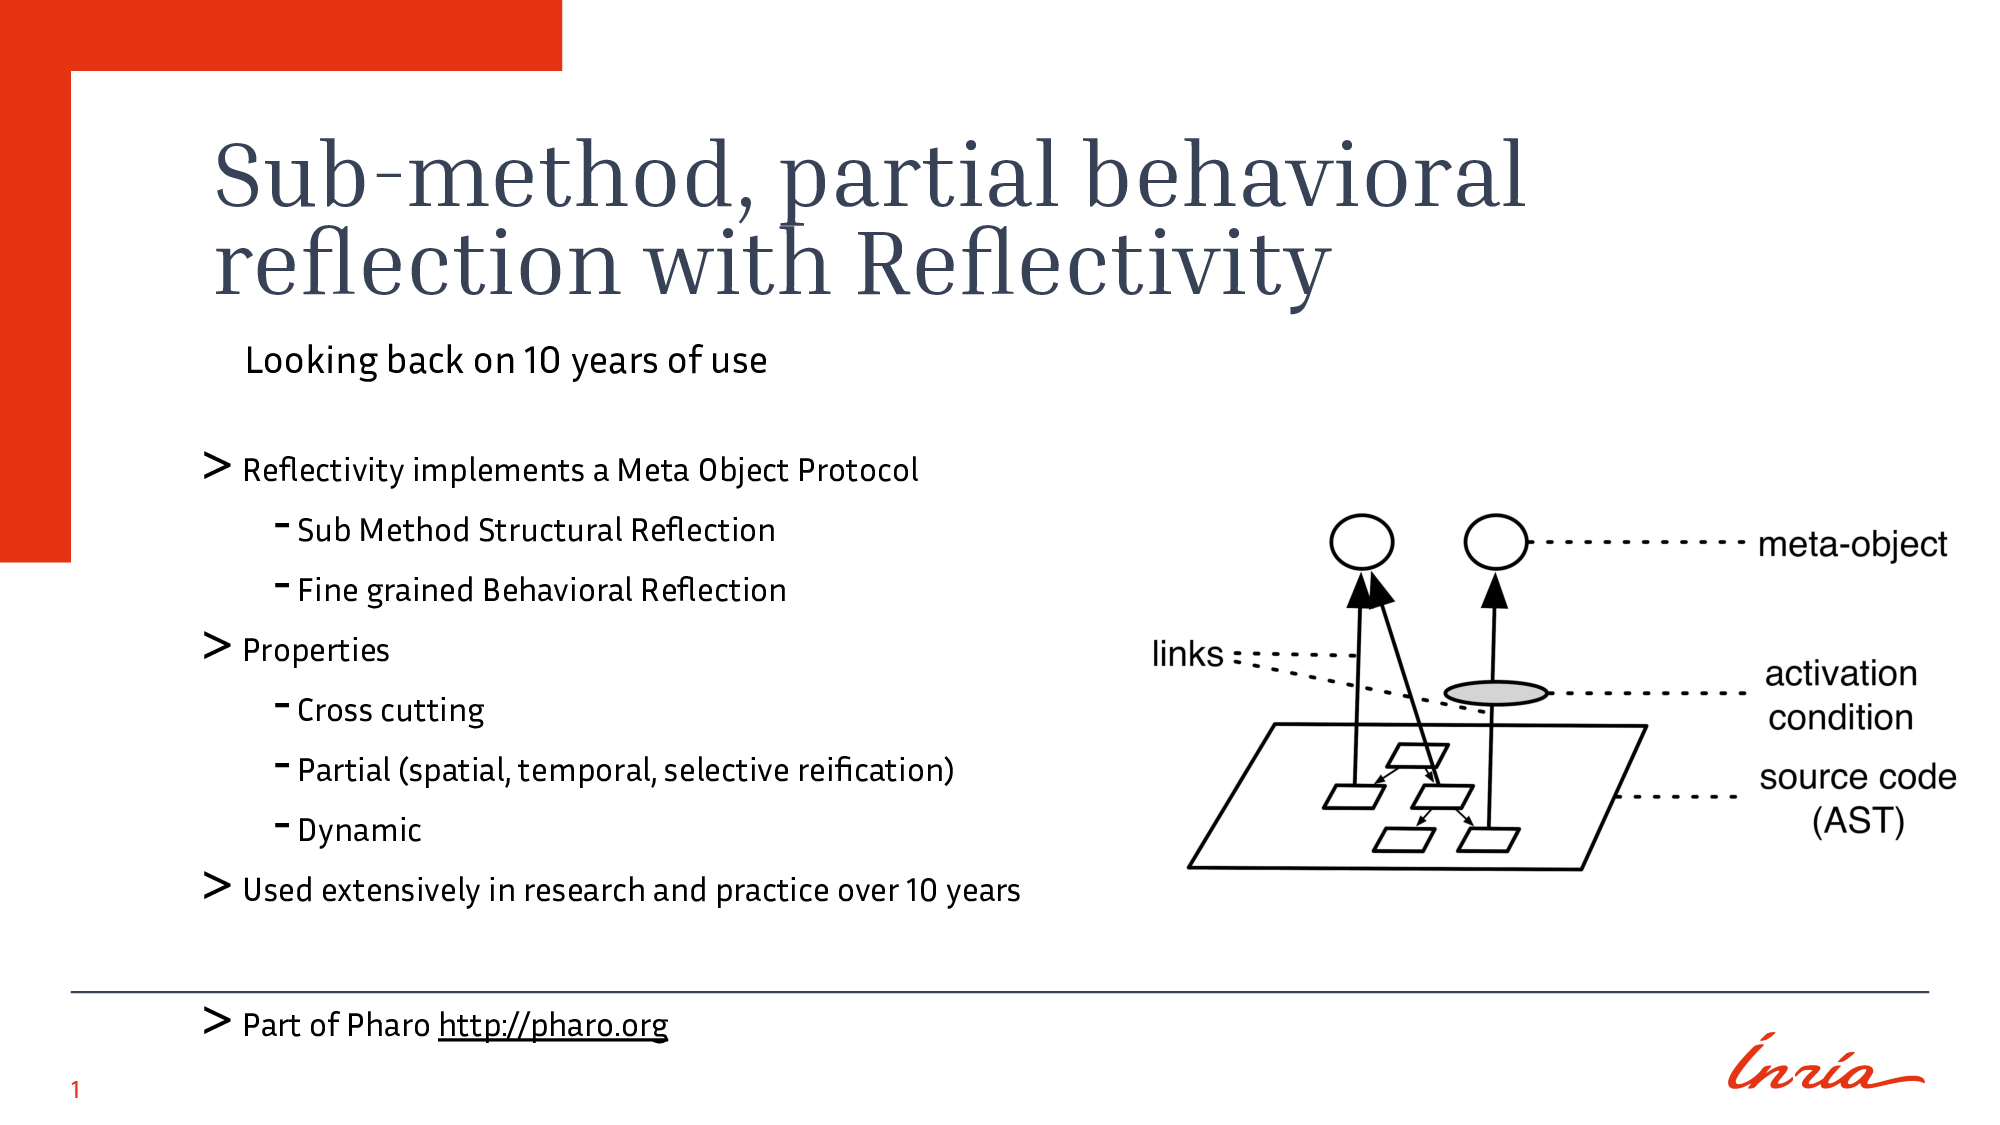 Sub-method, partial behavioral
reflection with Reflectivity
Looking back on 10 years of use
> Reflectivity implements a Meta Object Protocol
- Sub Method Structural Reflection
- Fine grained Behavioral Reflection
> Properties
- Cross cutting
- Partial (spatial, temporal, selective reification)
- Dynamic
> Used extensively in research and practice over 10 years
> Part of Pharo http://pharo.org
meta-object
links
activation
condition
source code
(AST)
1
Inria